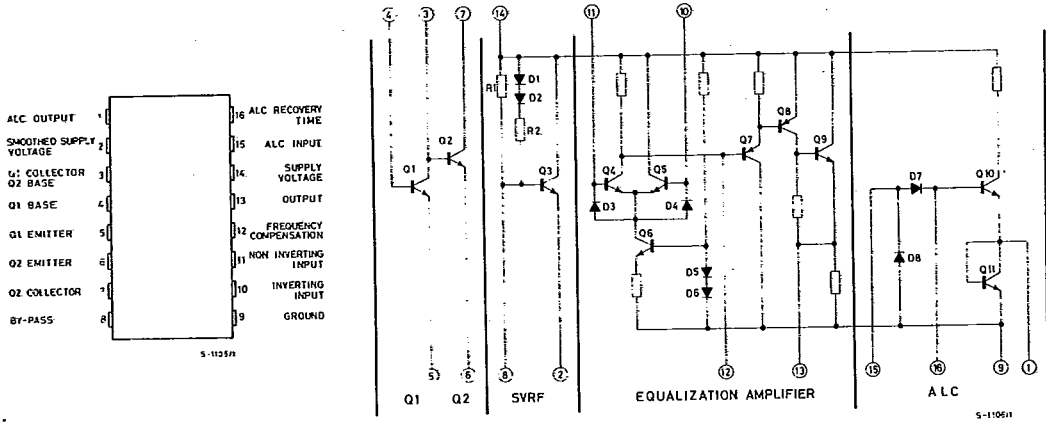 ALC OUTPUT 1
SMOOTHED SUPPLY
VOLTAGE 2
Q1 COLLECTOR
Q2 BASE 3
Q1 BASE 4
Q1 EMITTER 5
Q2 EMITTER 6
Q2 COLLECTOR 7
BY-PASS 8
16 ALC RECOVERY
TIME
15 ALC INPUT
14 SUPPLY
VOLTAGE
13 OUTPUT
12 FREQUENCY
COMPENSATION
11 NON INVERTING
INPUT
10 INVERTING
INPUT
9 GROUND
S-1105/1
4 3 7 14 11 10
R1 D1
D2
R2
Q1 Q2 Q3
Q4 Q5
D3 D4
Q6
D5
D6
Q7 Q8 Q9
D7 Q10
D8
Q11
5 6 8 2 12 13 15 16 9 1
Q1 Q2 SVRF EQUALIZATION AMPLIFIER ALC
S-1106/1